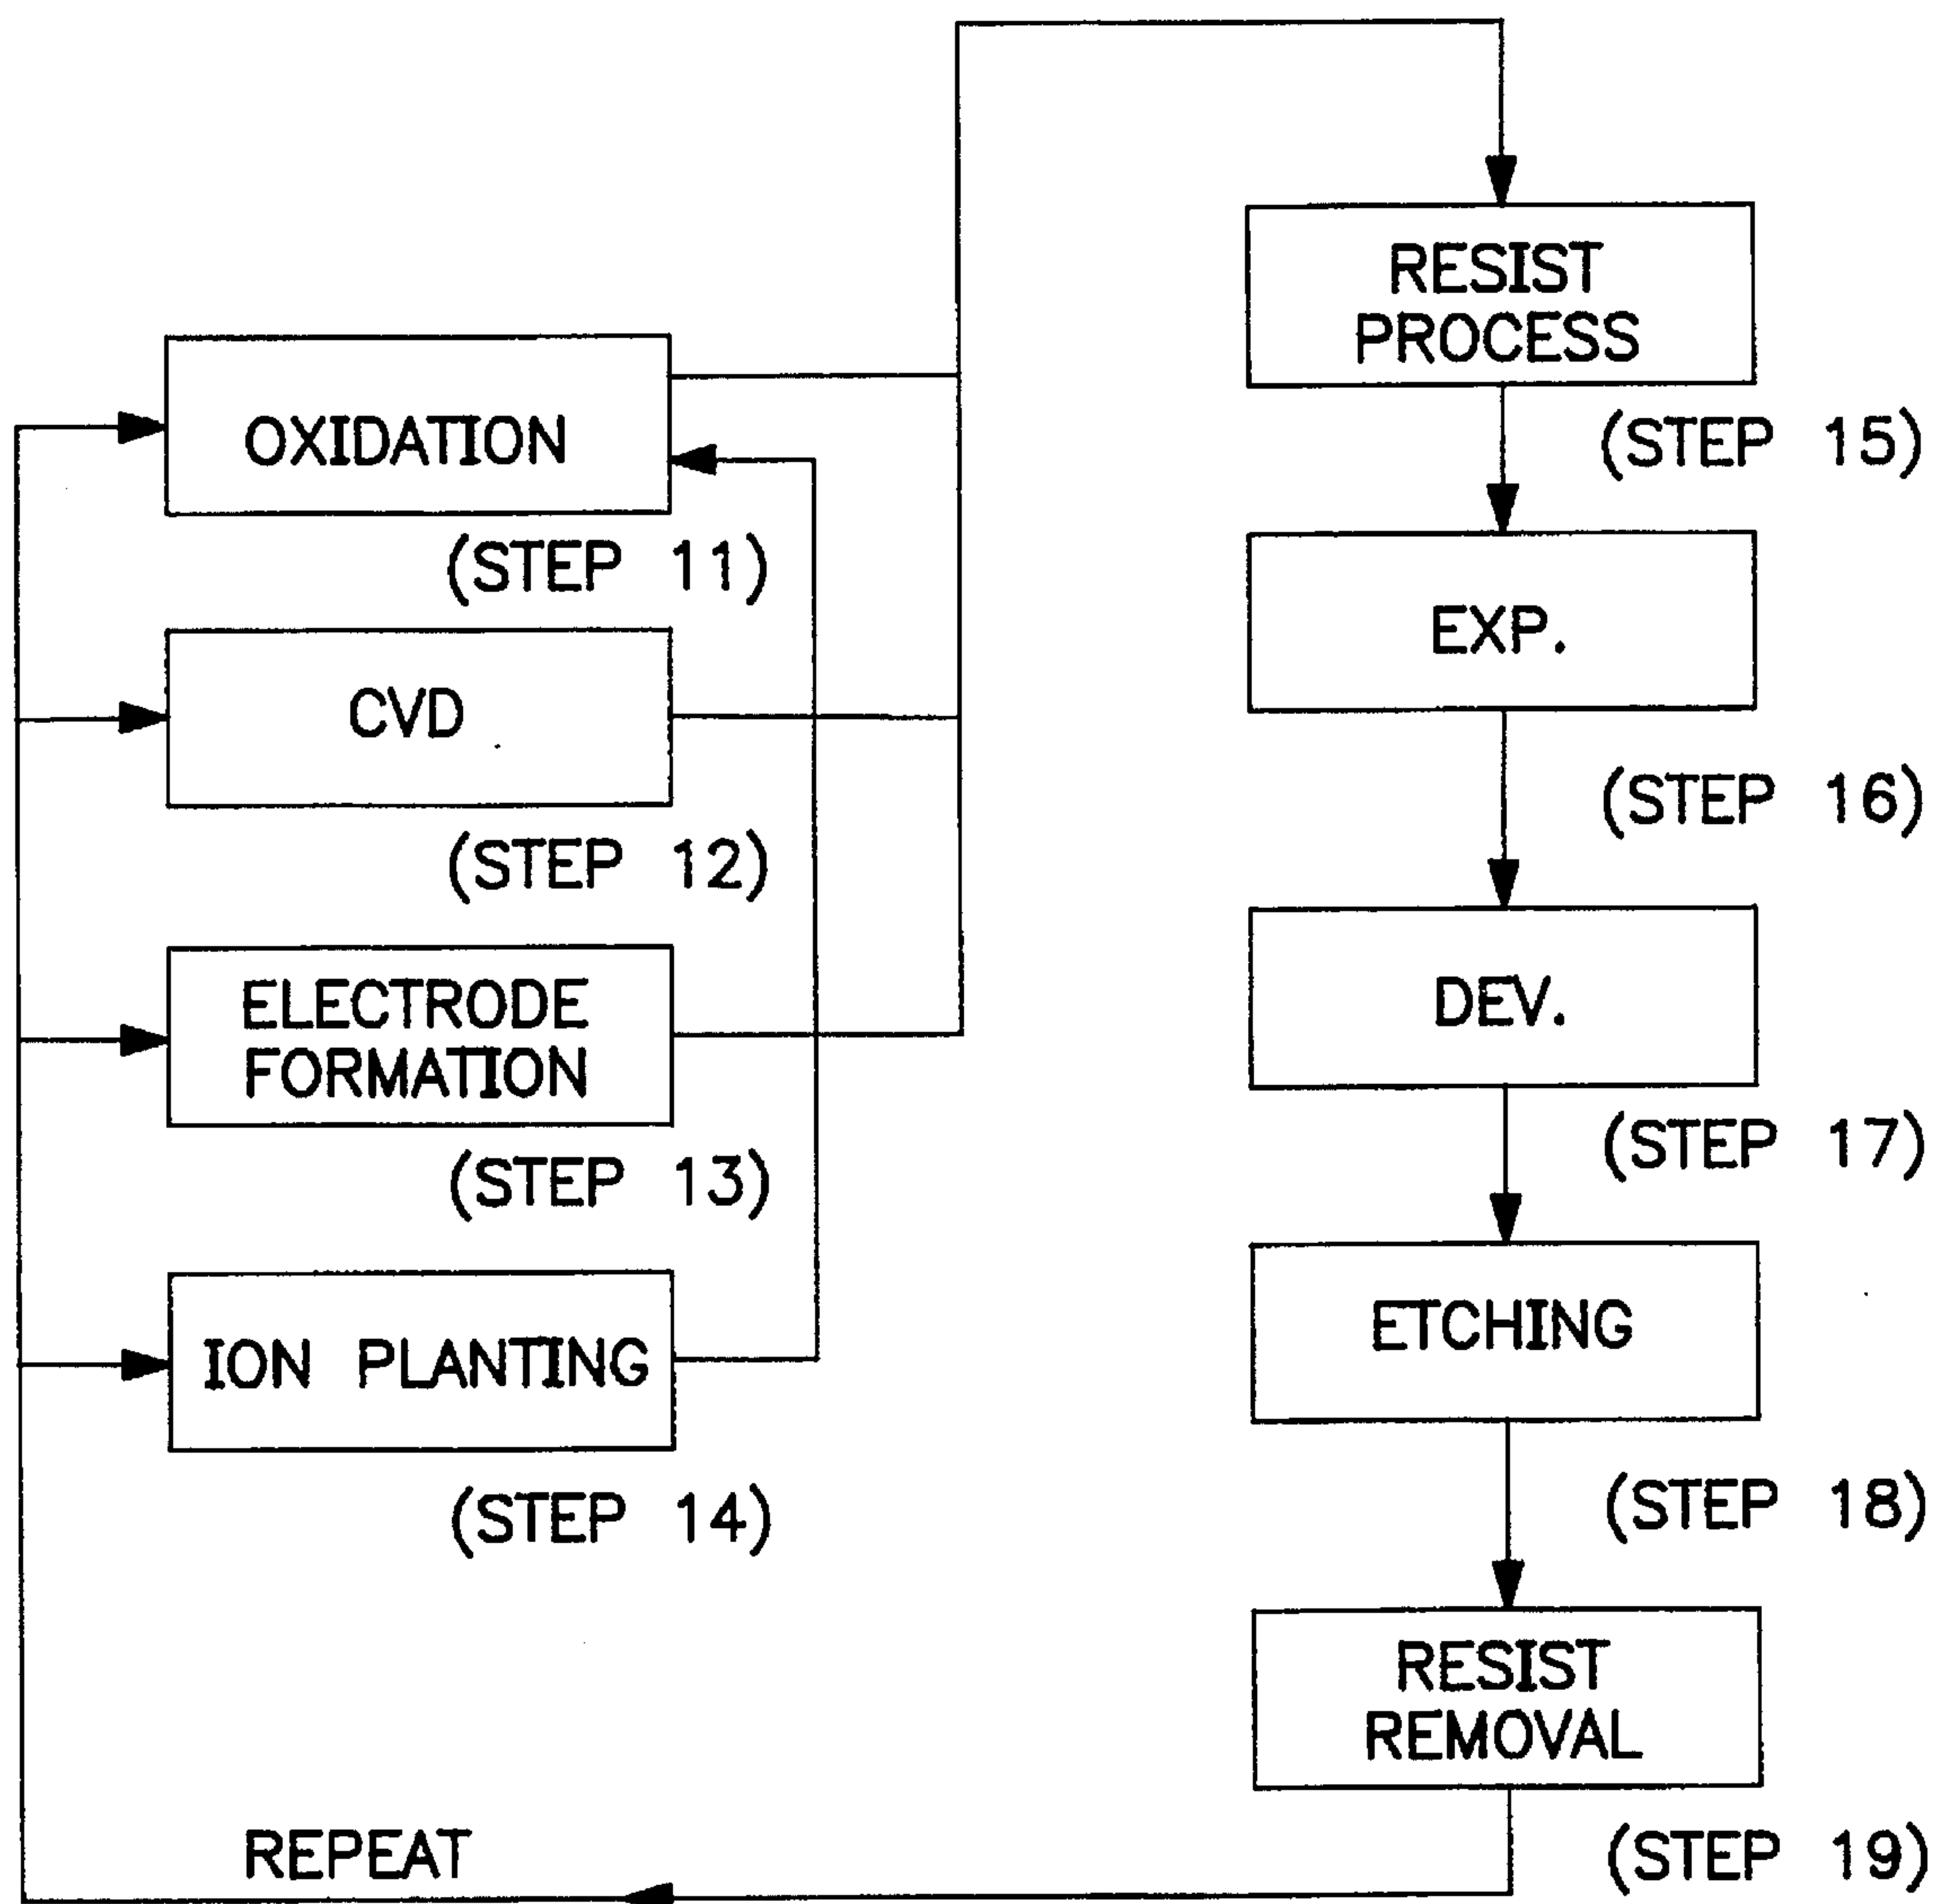 OXIDATION
(STEP 11)
CVD
(STEP 12)
ELECTRODE
FORMATION
(STEP 13)
ION PLANTING
(STEP 14)
RESIST
PROCESS
(STEP 15)
EXP.
(STEP 16)
DEV.
(STEP 17)
ETCHING
(STEP 18)
RESIST
REMOVAL
(STEP 19)
REPEAT